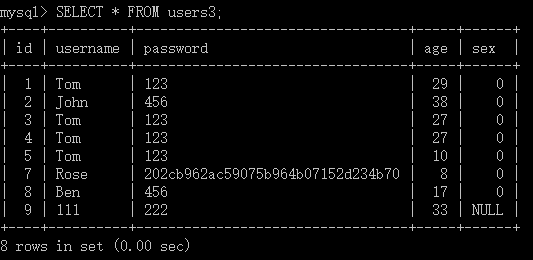 mysql> SELECT * FROM users3;
+----+----------+----------------------------------+-----+------+
| id | username | password | age | sex |
+----+----------+----------------------------------+-----+------+
| 1 | Tom | 123 | 29 | 0 |
| 2 | John | 456 | 38 | 0 |
| 3 | Tom | 123 | 27 | 0 |
| 4 | Tom | 123 | 27 | 0 |
| 5 | Tom | 123 | 10 | 0 |
| 7 | Rose | 202cb962ac59075b964b07152d234b70 | 8 | 0 |
| 8 | Ben | 456 | 17 | 0 |
| 9 | 111 | 222 | 33 | NULL |
+----+----------+----------------------------------+-----+------+
8 rows in set (0.00 sec)